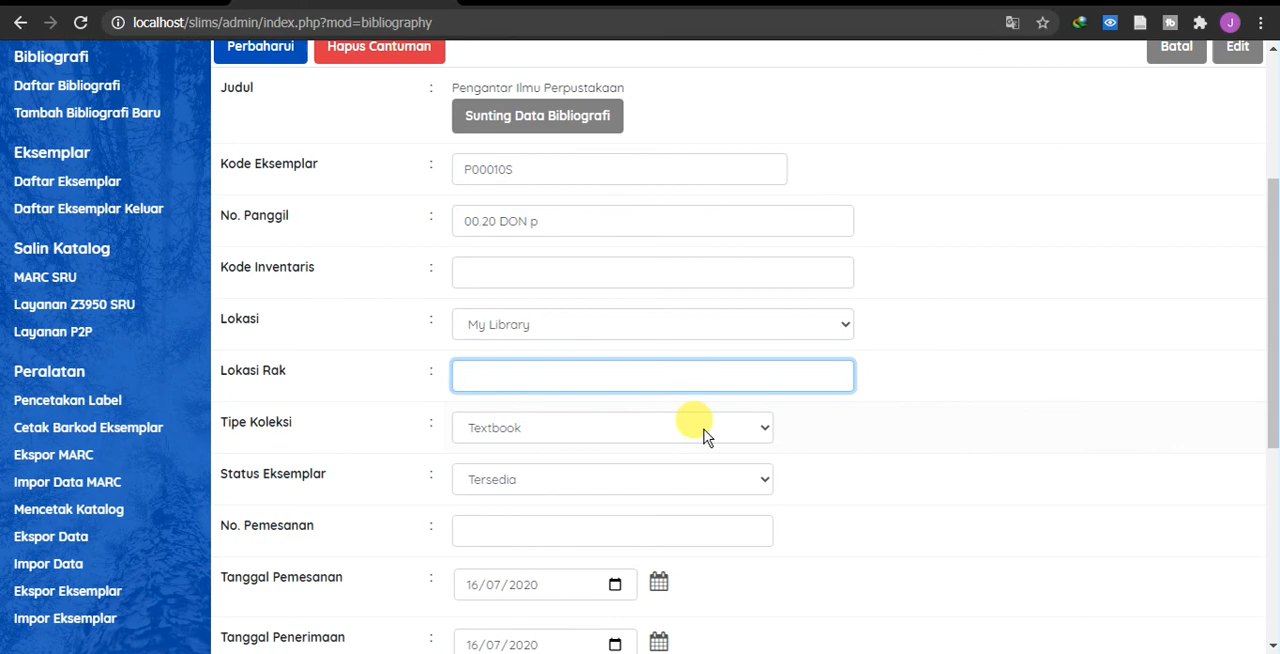 localhost/slims/admin/index.php?mod=bibliography
J
Bibliografi
Daftar Bibliografi
Tambah Bibliografi Baru
Eksemplar
Daftar Eksemplar
Daftar Eksemplar Keluar
Salin Katalog
MARC SRU
Layanan Z3950 SRU
Layanan P2P
Peralatan
Pencetakan Label
Cetak Barkod Eksemplar
Ekspor MARC
Impor Data MARC
Mencetak Katalog
Ekspor Data
Impor Data
Ekspor Eksemplar
Impor Eksemplar
Perbaharui Hapus Cantuman Batal Edit
Judul : Pengantar Ilmu Perpustakaan
Sunting Data Bibliografi
Kode Eksemplar : P00010S
No. Panggil : 00.20 DON p
Kode Inventaris :
Lokasi : My Library
Lokasi Rak :
Tipe Koleksi : Textbook
Status Eksemplar : Tersedia
No. Pemesanan :
Tanggal Pemesanan : 16/07/2020
Tanggal Penerimaan : 16/07/2020